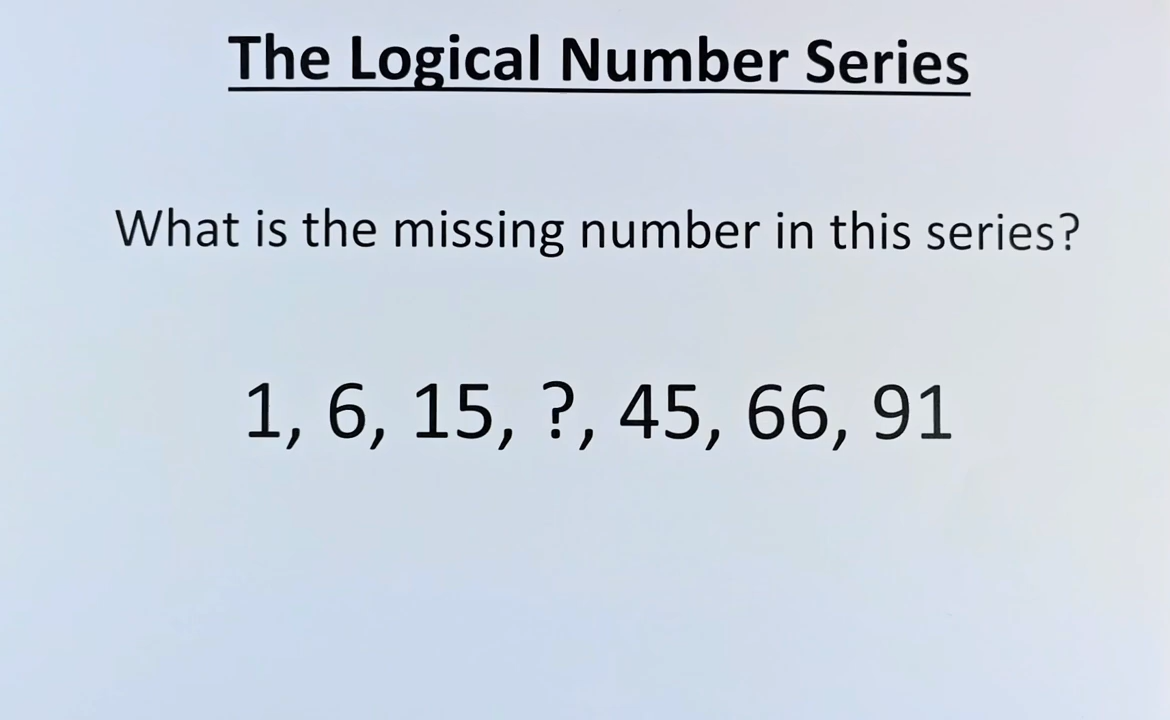 The Logical Number Series
What is the missing number in this series?
1, 6, 15, ?, 45, 66, 91